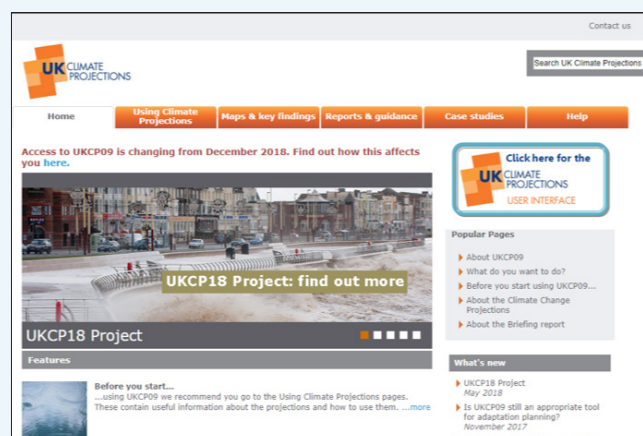 Contact us
UK CLIMATE
PROJECTIONS
Search UK Climate Projections
Home
Using Climate
Projections
Maps & key findings
Reports & guidance
Case studies
Help
Access to UKCP09 is changing from December 2018. Find out how this affects
you here.
UKCP18 Project: find out more
UKCP18 Project
Features
Before you start...
...using UKCP09 we recommend you go to the Using Climate Projections pages.
These contain useful information about the projections and how to use them. ...more
Click here for the
UK CLIMATE
PROJECTIONS
USER INTERFACE
Popular Pages
About UKCP09
What do you want to do?
Before you start using UKCP09...
About the Climate Change
Projections
About the Briefing report
What's new
UKCP18 Project
May 2018
Is UKCP09 still an appropriate tool
for adaptation planning?
November 2017